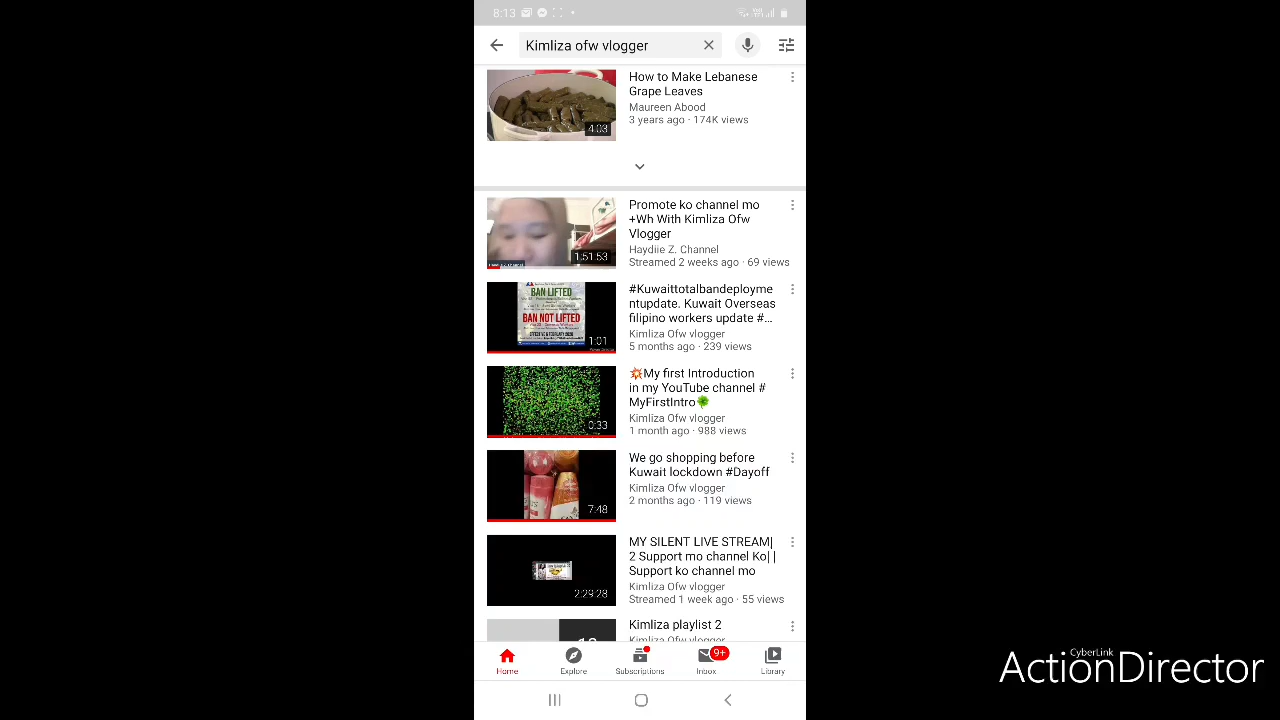 8:13
Kimliza ofw vlogger
How to Make Lebanese
Grape Leaves
Maureen Abood
3 years ago · 174K views
4:03
Promote ko channel mo
+Wh With Kimliza Ofw
Vlogger
Haydiie Z. Channel
Streamed 2 weeks ago · 69 views
1:51:53
#Kuwaittotalbandeployme
ntupdate. Kuwait Overseas
filipino workers update #...
Kimliza Ofw vlogger
5 months ago · 239 views
BAN LIFTED
BAN NOT LIFTED
1:01
💥My first Introduction
in my YouTube channel #
MyFirstIntro🍀
Kimliza Ofw vlogger
1 month ago · 988 views
0:33
We go shopping before
Kuwait lockdown #Dayoff
Kimliza Ofw vlogger
2 months ago · 119 views
7:48
MY SILENT LIVE STREAM|
2 Support mo channel Ko||
Support ko channel mo
Kimliza Ofw vlogger
Streamed 1 week ago · 55 views
2:29:28
Kimliza playlist 2
Kimliza Ofw vlogger
9+
Home
Explore
Subscriptions
Inbox
Library
CyberLink
ActionDirector